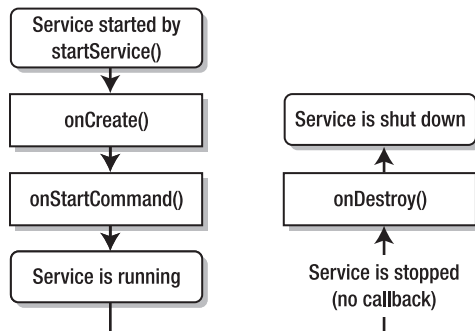 Service started by
startService()
onCreate()
onStartCommand()
Service is running
Service is shut down
onDestroy()
Service is stopped
(no callback)